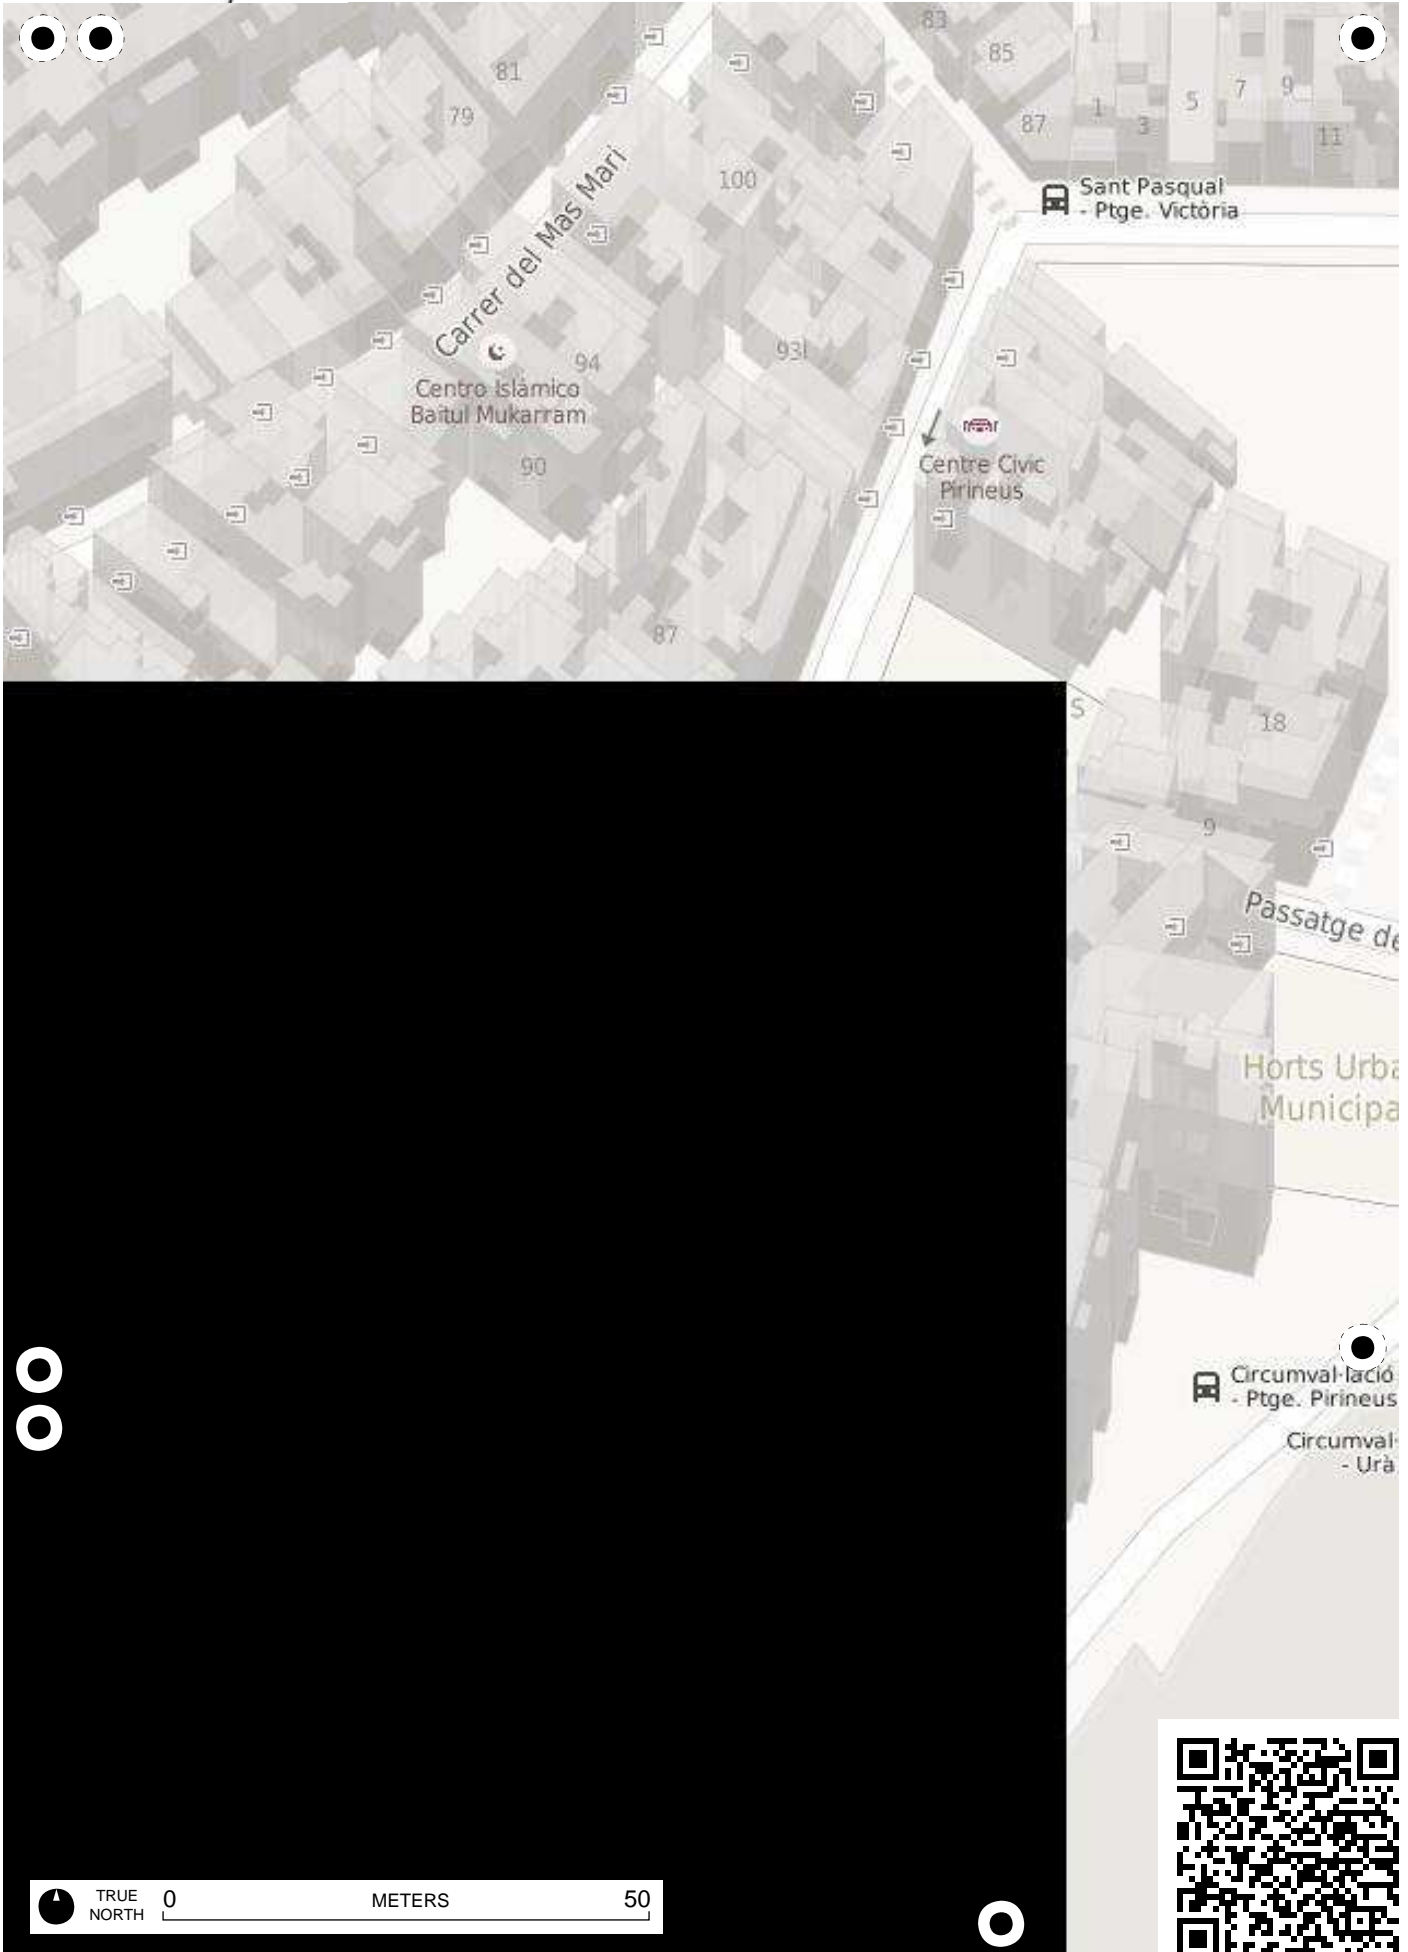 83
81
85
7
9
79
1
5
87
3
11
Carrer del Mas Mari
100
Sant Pasqual
- Ptge. Victòria
94
93
Centro Islámico
Baitul Mukarram
90
Centre Cívic
Pirineus
87
S
18
9
Passatge de
Horts Urba
Municipa
Circumval·lació
- Ptge. Pirineus
Circumval·
- Urà
TRUE
NORTH
0
METERS
50